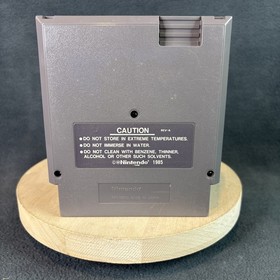 CAUTION REV-A
●DO NOT STORE IN EXTREME TEMPERATURES.
●DO NOT IMMERSE IN WATER.
●DO NOT CLEAN WITH BENZENE, THINNER,
ALCOHOL OR OTHER SUCH SOLVENTS.
©®Nintendo® 1985